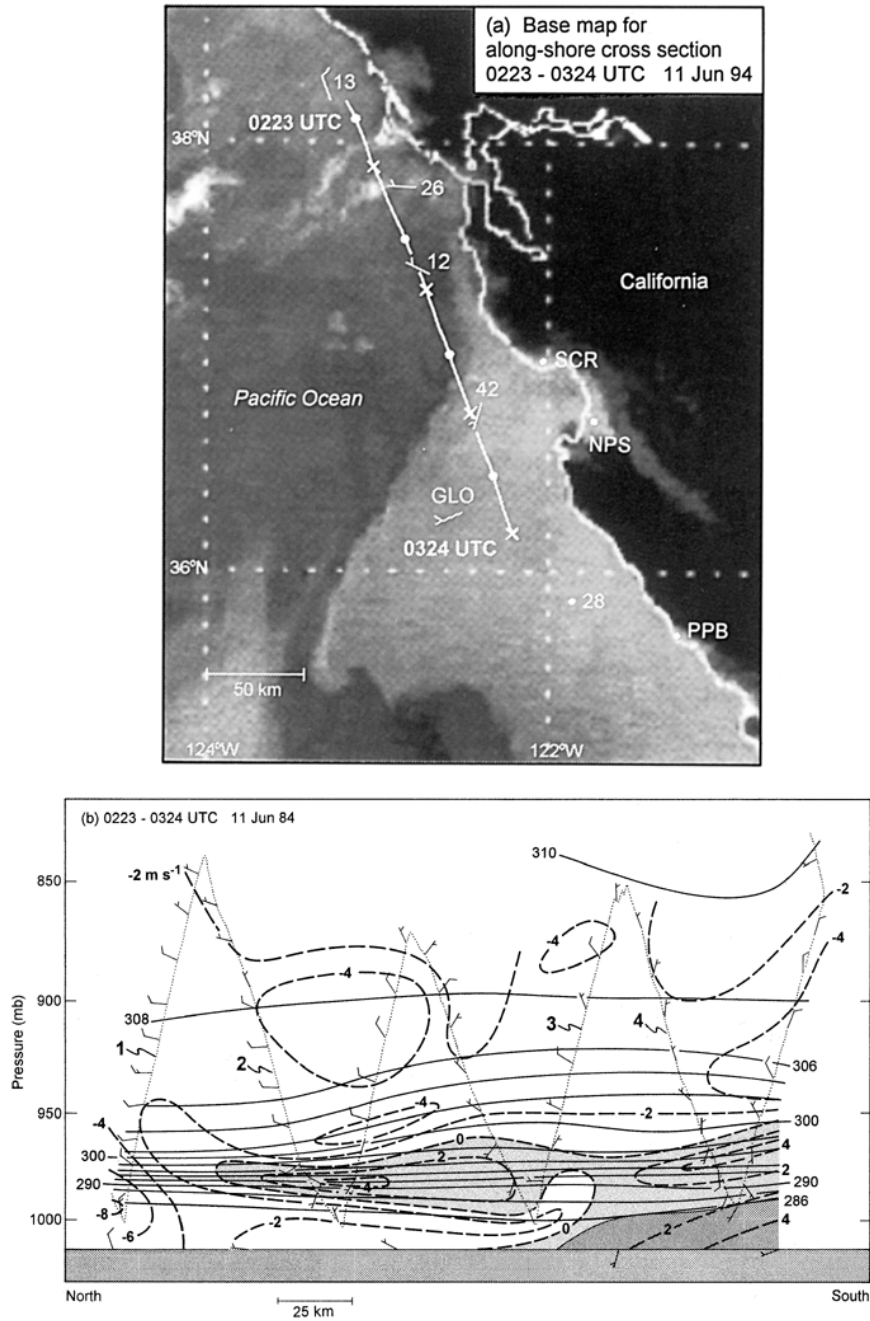 (a) Base map for
along-shore cross section
0223 - 0324 UTC 11 Jun 94
13
0223 UTC
38°N
26
12
California
SCR
Pacific Ocean
42
NPS
GLO
0324 UTC
36°N
28
PPB
50 km
124°W
122°W
(b) 0223 - 0324 UTC 11 Jun 84
310
-2 m s⁻¹
850
-2
-4
-4
-4
900
308
3
4
1
2
306
Pressure (mb)
-4
-2
950
-4
300
0
300
2
4
2
-4
290
290
286
-8
1000
-2
0
2
4
-6
North
South
25 km